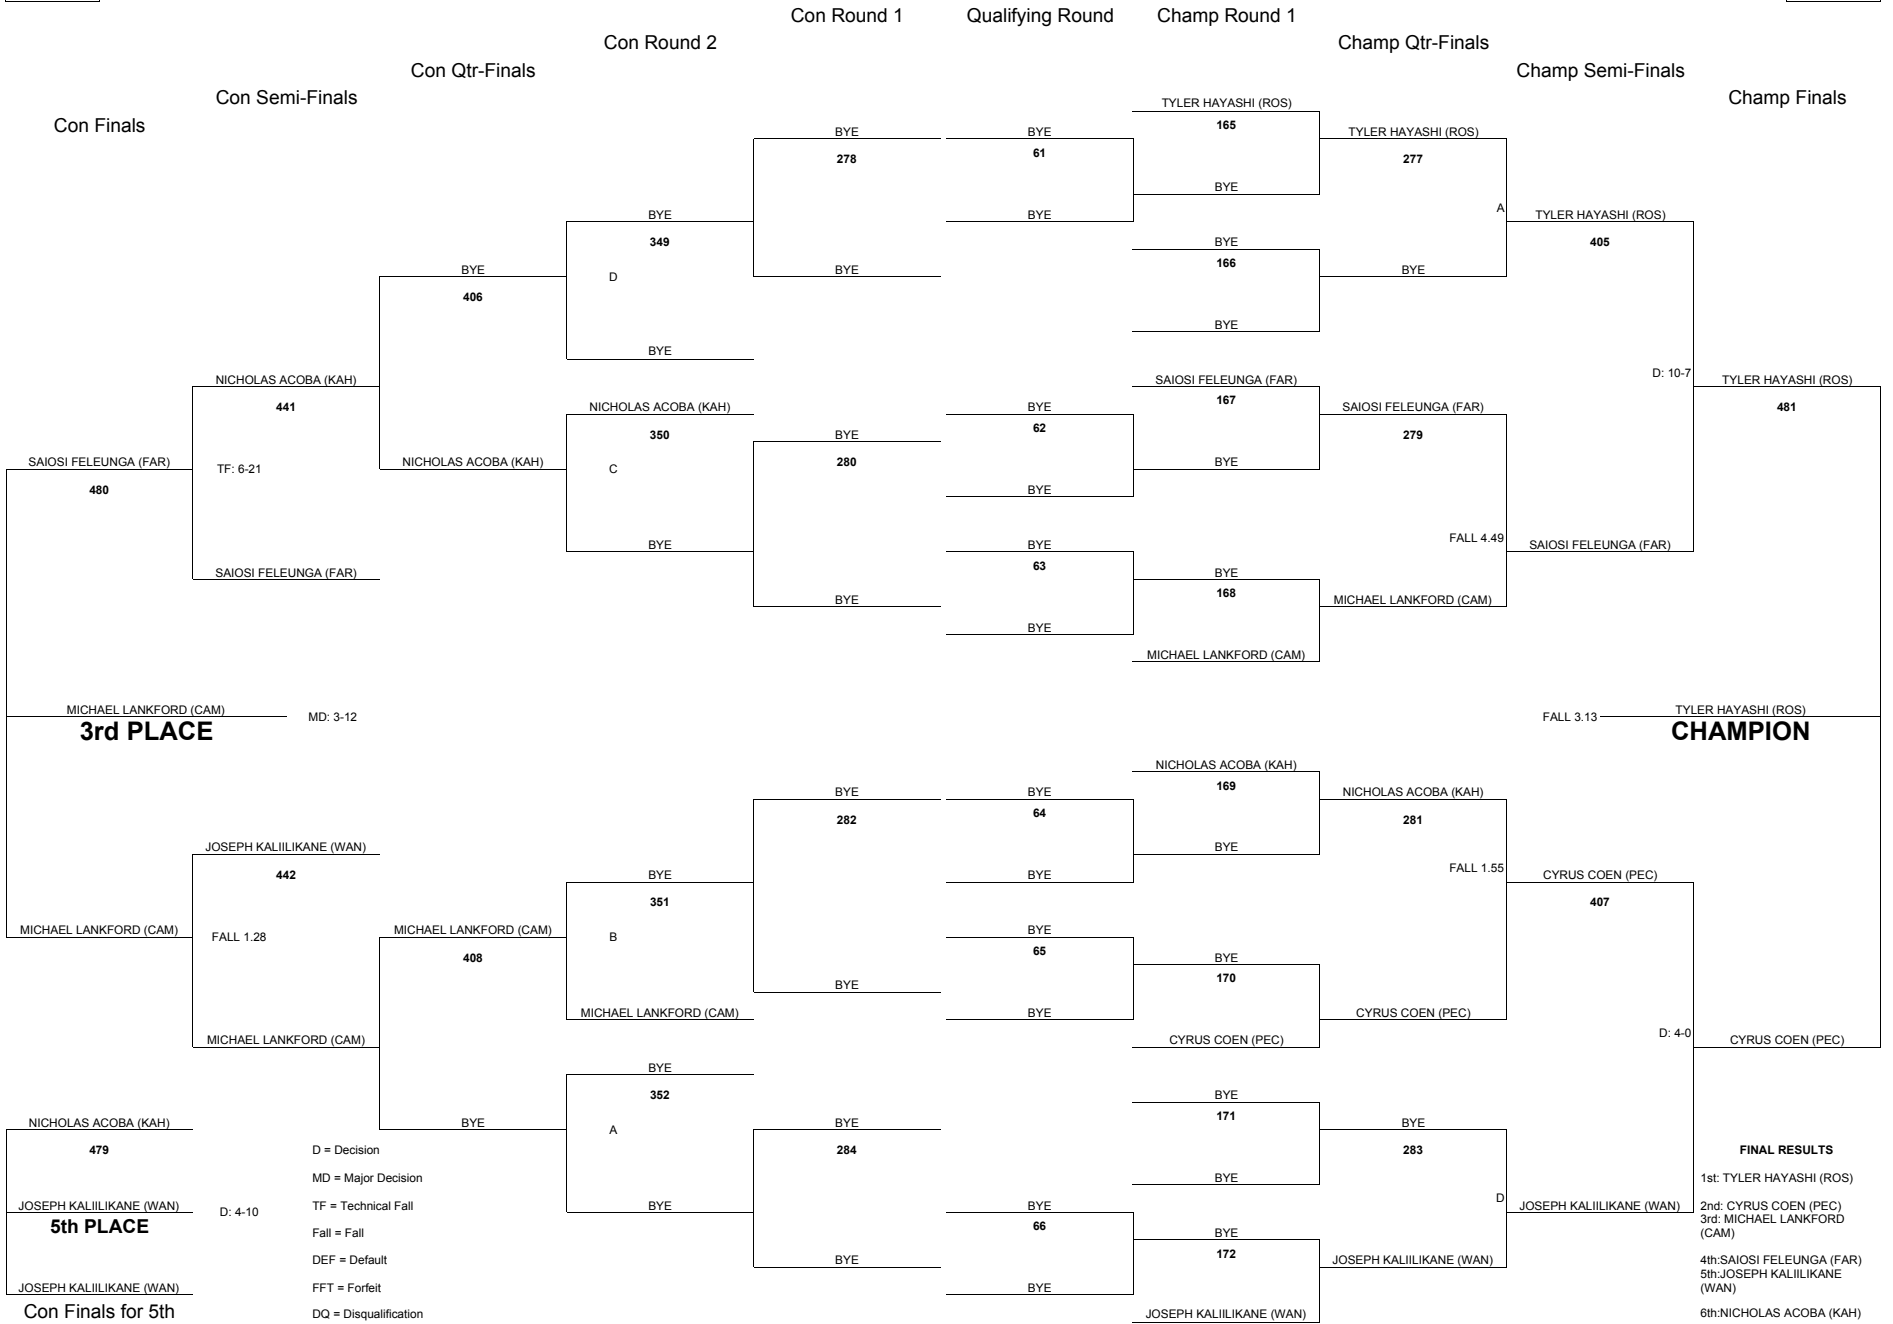 Con Round 1
Qualifying Round
Champ Round 1
Con Round 2
Champ Qtr-Finals
Con Qtr-Finals
Champ Semi-Finals
Con Semi-Finals
Champ Finals
Con Finals
SAIOSI FELEUNGA (FAR)
480
MICHAEL LANKFORD (CAM)
3rd PLACE
MD: 3-12
MICHAEL LANKFORD (CAM)
NICHOLAS ACOBA (KAH)
479
JOSEPH KALIILIKANE (WAN)
D: 4-10
5th PLACE
JOSEPH KALIILIKANE (WAN)
Con Finals for 5th
NICHOLAS ACOBA (KAH)
441
TF: 6-21
SAIOSI FELEUNGA (FAR)
JOSEPH KALIILIKANE (WAN)
442
FALL 1.28
MICHAEL LANKFORD (CAM)
D = Decision
MD = Major Decision
TF = Technical Fall
Fall = Fall
DEF = Default
FFT = Forfeit
DQ = Disqualification
BYE
406
NICHOLAS ACOBA (KAH)
MICHAEL LANKFORD (CAM)
408
BYE
BYE
349
D
BYE
NICHOLAS ACOBA (KAH)
350
C
BYE
BYE
351
B
MICHAEL LANKFORD (CAM)
BYE
352
A
BYE
BYE
278
BYE
BYE
280
BYE
BYE
282
BYE
BYE
284
BYE
BYE
61
BYE
BYE
62
BYE
BYE
63
BYE
BYE
64
BYE
BYE
65
BYE
BYE
66
BYE
TYLER HAYASHI (ROS)
165
BYE
BYE
166
BYE
SAIOSI FELEUNGA (FAR)
167
BYE
BYE
168
MICHAEL LANKFORD (CAM)
NICHOLAS ACOBA (KAH)
169
BYE
BYE
170
CYRUS COEN (PEC)
BYE
171
BYE
BYE
172
JOSEPH KALIILIKANE (WAN)
TYLER HAYASHI (ROS)
277
A
BYE
SAIOSI FELEUNGA (FAR)
279
FALL 4.49
MICHAEL LANKFORD (CAM)
NICHOLAS ACOBA (KAH)
281
FALL 1.55
CYRUS COEN (PEC)
BYE
283
D
JOSEPH KALIILIKANE (WAN)
TYLER HAYASHI (ROS)
405
D: 10-7
SAIOSI FELEUNGA (FAR)
CYRUS COEN (PEC)
407
D: 4-0
JOSEPH KALIILIKANE (WAN)
TYLER HAYASHI (ROS)
481
FALL 3.13
TYLER HAYASHI (ROS)
CHAMPION
CYRUS COEN (PEC)
FINAL RESULTS
1st: TYLER HAYASHI (ROS)
2nd: CYRUS COEN (PEC)
3rd: MICHAEL LANKFORD
(CAM)
4th:SAIOSI FELEUNGA (FAR)
5th:JOSEPH KALIILIKANE
(WAN)
6th:NICHOLAS ACOBA (KAH)